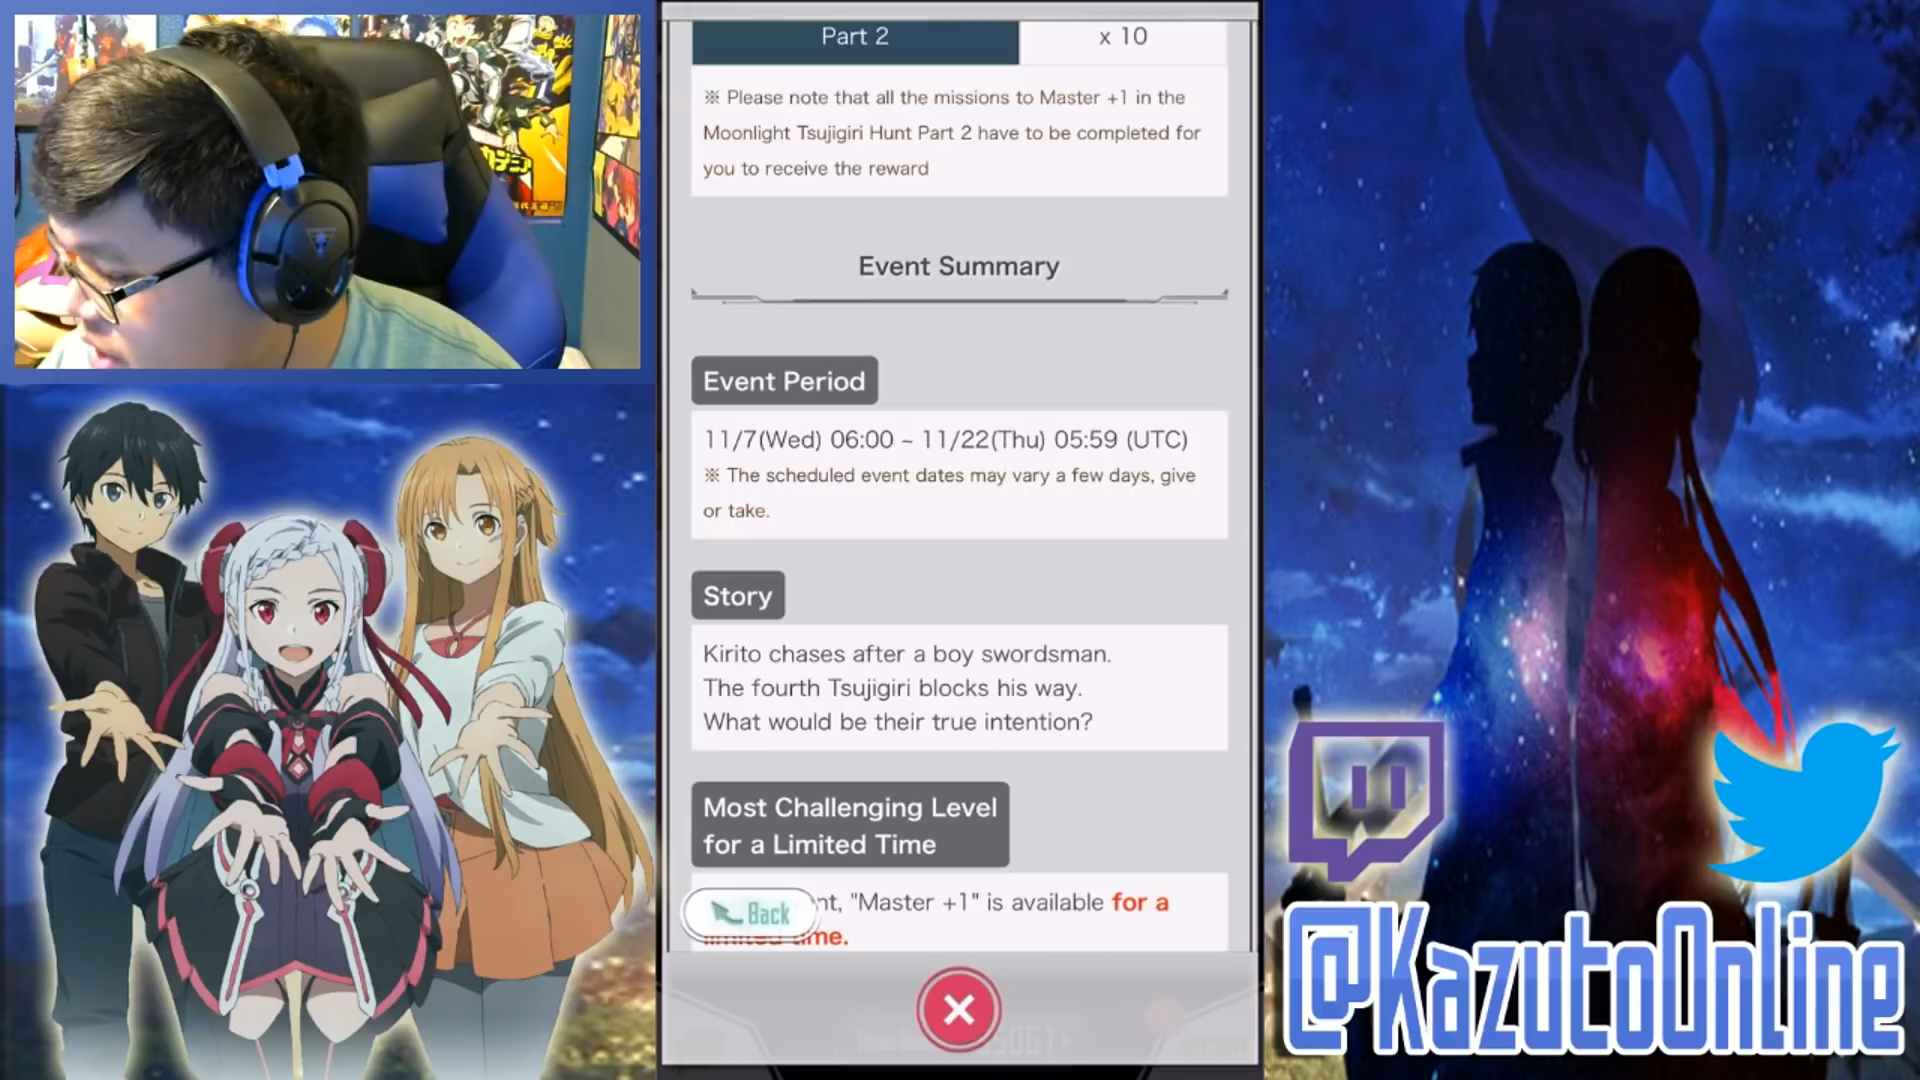 Part 2
x 10
※ Please note that all the missions to Master +1 in the
Moonlight Tsujigiri Hunt Part 2 have to be completed for
you to receive the reward
Event Summary
Event Period
11/7(Wed) 06:00 ~ 11/22(Thu) 05:59 (UTC)
※ The scheduled event dates may vary a few days, give
or take.
Story
Kirito chases after a boy swordsman.
The fourth Tsujigiri blocks his way.
What would be their true intention?
Most Challenging Level
for a Limited Time
nt, "Master +1" is available for a
limited time.
Back
@KazutoOnline